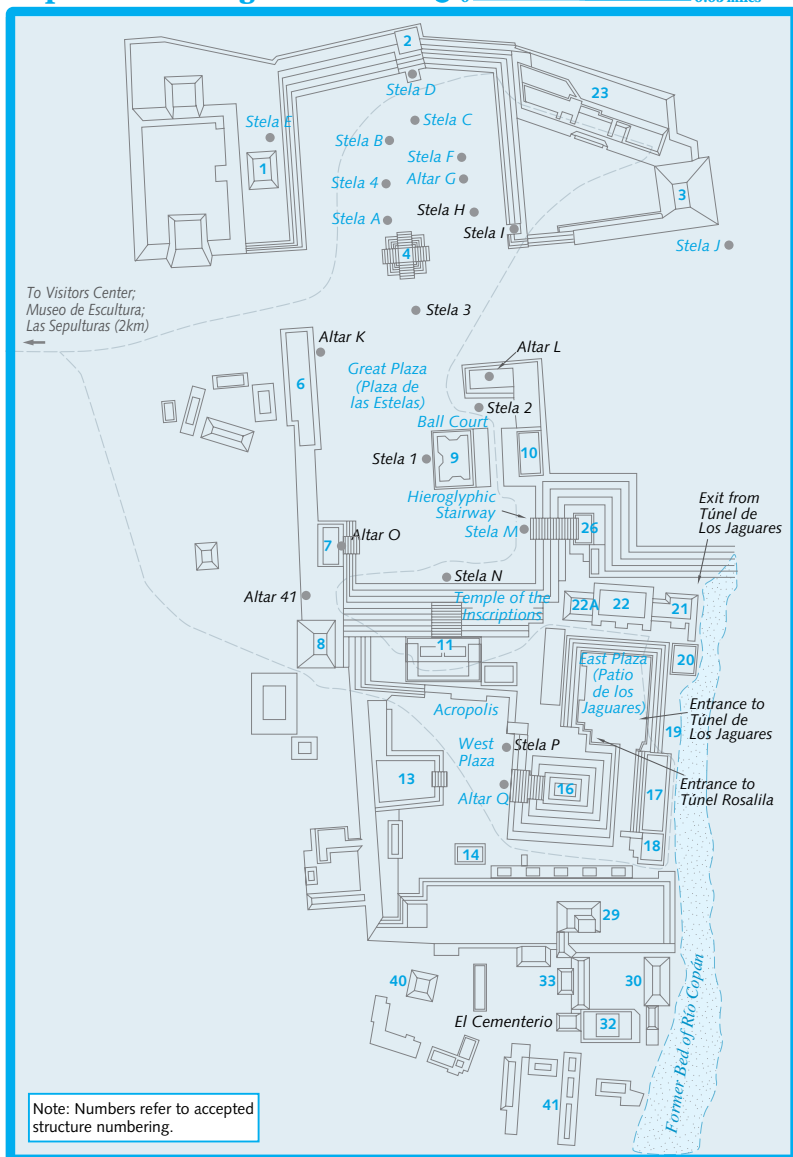 0
2
Stela D
23
Stela E
Stela C
Stela B
Stela F
1
Stela 4
Altar G
3
Stela A
Stela H
Stela I
Stela J
4
To Visitors Center;
Museo de Escultura;
Las Sepulturas (2km)
Stela 3
Altar K
Altar L
6
Great Plaza
(Plaza de
las Estelas)
Stela 2
Ball Court
Stela 1
9
10
Hieroglyphic
Stairway
Exit from
Túnel de
Los Jaguares
Stela M
26
7
Altar O
Stela N
Altar 41
Temple of the
Inscriptions
22A
22
21
8
11
20
East Plaza
(Patio
de los
Jaguares)
Acropolis
Entrance to
Túnel de
Los Jaguares
19
West
Plaza
Stela P
13
Altar Q
16
17
Entrance to
Túnel Rosalila
18
14
29
40
33
30
El Cementerio
32
41
Former Bed of Río Copán
Note: Numbers refer to accepted
structure numbering.